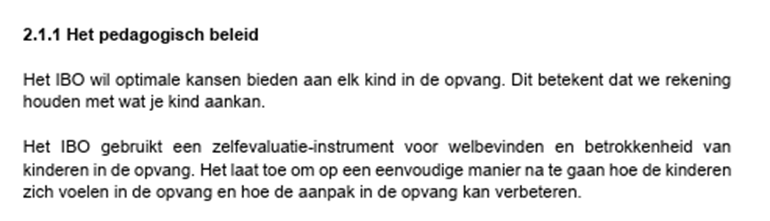 2.1.1 Het pedagogisch beleid
Het IBO wil optimale kansen bieden aan elk kind in de opvang. Dit betekent dat we rekening
houden met wat je kind aankan.
Het IBO gebruikt een zelfevaluatie-instrument voor welbevinden en betrokkenheid van
kinderen in de opvang. Het laat toe om op een eenvoudige manier na te gaan hoe de kinderen
zich voelen in de opvang en hoe de aanpak in de opvang kan verbeteren.